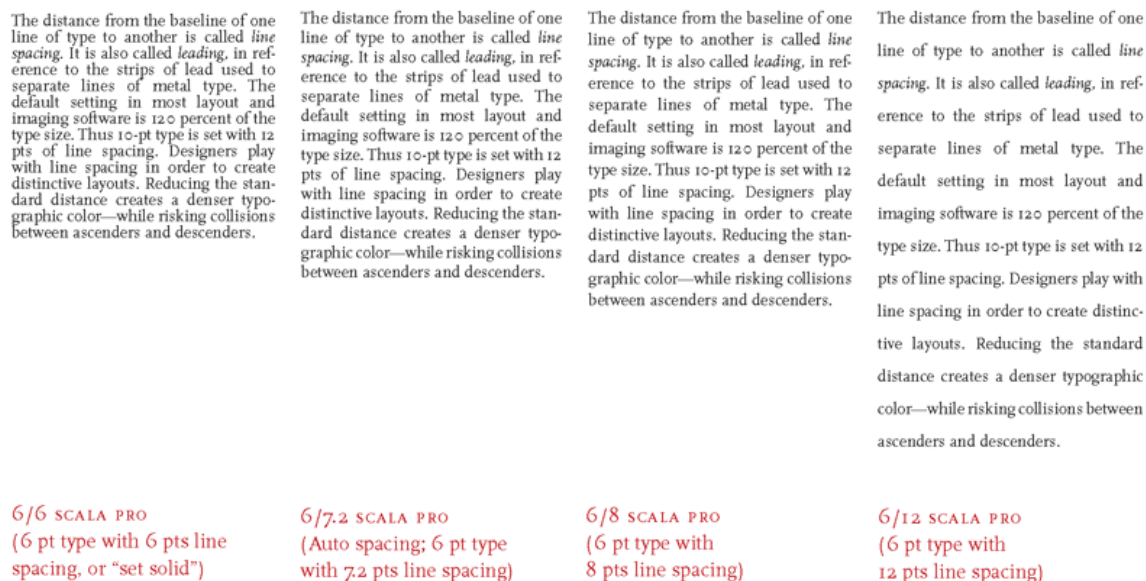 The distance from the baseline of one
line of type to another is called line
spacing. It is also called leading, in ref-
erence to the strips of lead used to
separate lines of metal type. The
default setting in most layout and
imaging software is 120 percent of the
type size. Thus 10-pt type is set with 12
pts of line spacing. Designers play
with line spacing in order to create
distinctive layouts. Reducing the stan-
dard distance creates a denser typo-
graphic color—while risking collisions
between ascenders and descenders.
6/6 SCALA PRO
(6 pt type with 6 pts line
spacing, or “set solid”)
The distance from the baseline of one
line of type to another is called line
spacing. It is also called leading, in ref-
erence to the strips of lead used to
separate lines of metal type. The
default setting in most layout and
imaging software is 120 percent of the
type size. Thus 10-pt type is set with 12
pts of line spacing. Designers play
with line spacing in order to create
distinctive layouts. Reducing the stan-
dard distance creates a denser typo-
graphic color—while risking collisions
between ascenders and descenders.
6/7.2 SCALA PRO
(Auto spacing; 6 pt type
with 7.2 pts line spacing)
The distance from the baseline of one
line of type to another is called line
spacing. It is also called leading, in ref-
erence to the strips of lead used to
separate lines of metal type. The
default setting in most layout and
imaging software is 120 percent of the
type size. Thus 10-pt type is set with 12
pts of line spacing. Designers play
with line spacing in order to create
distinctive layouts. Reducing the stan-
dard distance creates a denser typo-
graphic color—while risking collisions
between ascenders and descenders.
6/8 SCALA PRO
(6 pt type with
8 pts line spacing)
The distance from the baseline of one
line of type to another is called line
spacing. It is also called leading, in ref-
erence to the strips of lead used to
separate lines of metal type. The
default setting in most layout and
imaging software is 120 percent of the
type size. Thus 10-pt type is set with 12
pts of line spacing. Designers play with
line spacing in order to create distinc-
tive layouts. Reducing the standard
distance creates a denser typographic
color—while risking collisions between
ascenders and descenders.
6/12 SCALA PRO
(6 pt type with
12 pts line spacing)